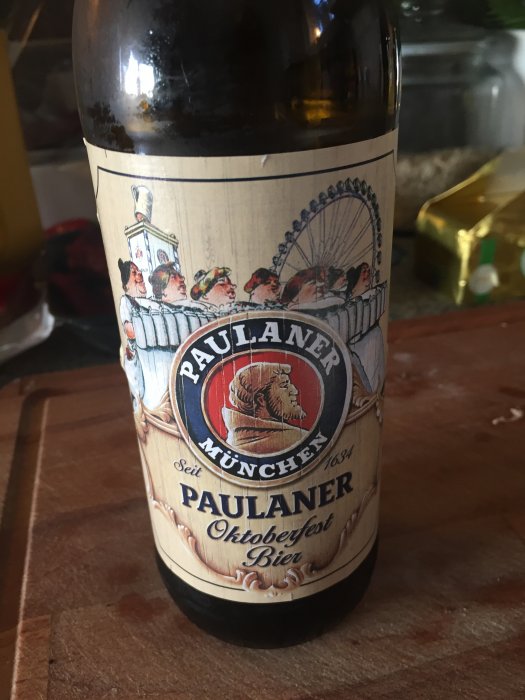 PAULANER
MÜNCHEN
Seit 1634
PAULANER
Oktoberfest
Bier